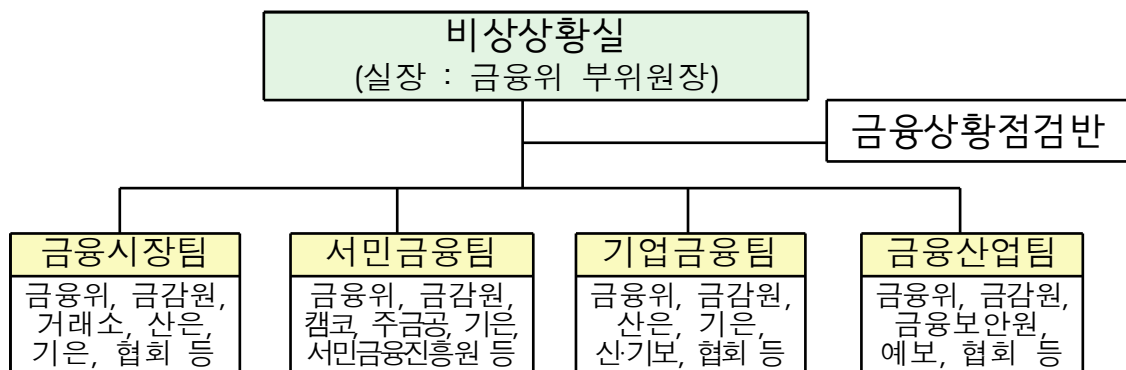 비상상황실
(실장 : 금융위 부위원장)
금융상황점검반
금융시장팀
금융위, 금감원,
거래소, 산은,
기은, 협회 등
서민금융팀
금융위, 금감원,
캠코, 주금공, 기은,
서민금융진흥원 등
기업금융팀
금융위, 금감원,
산은, 기은,
신·기보, 협회 등
금융산업팀
금융위, 금감원,
금융보안원,
예보, 협회 등